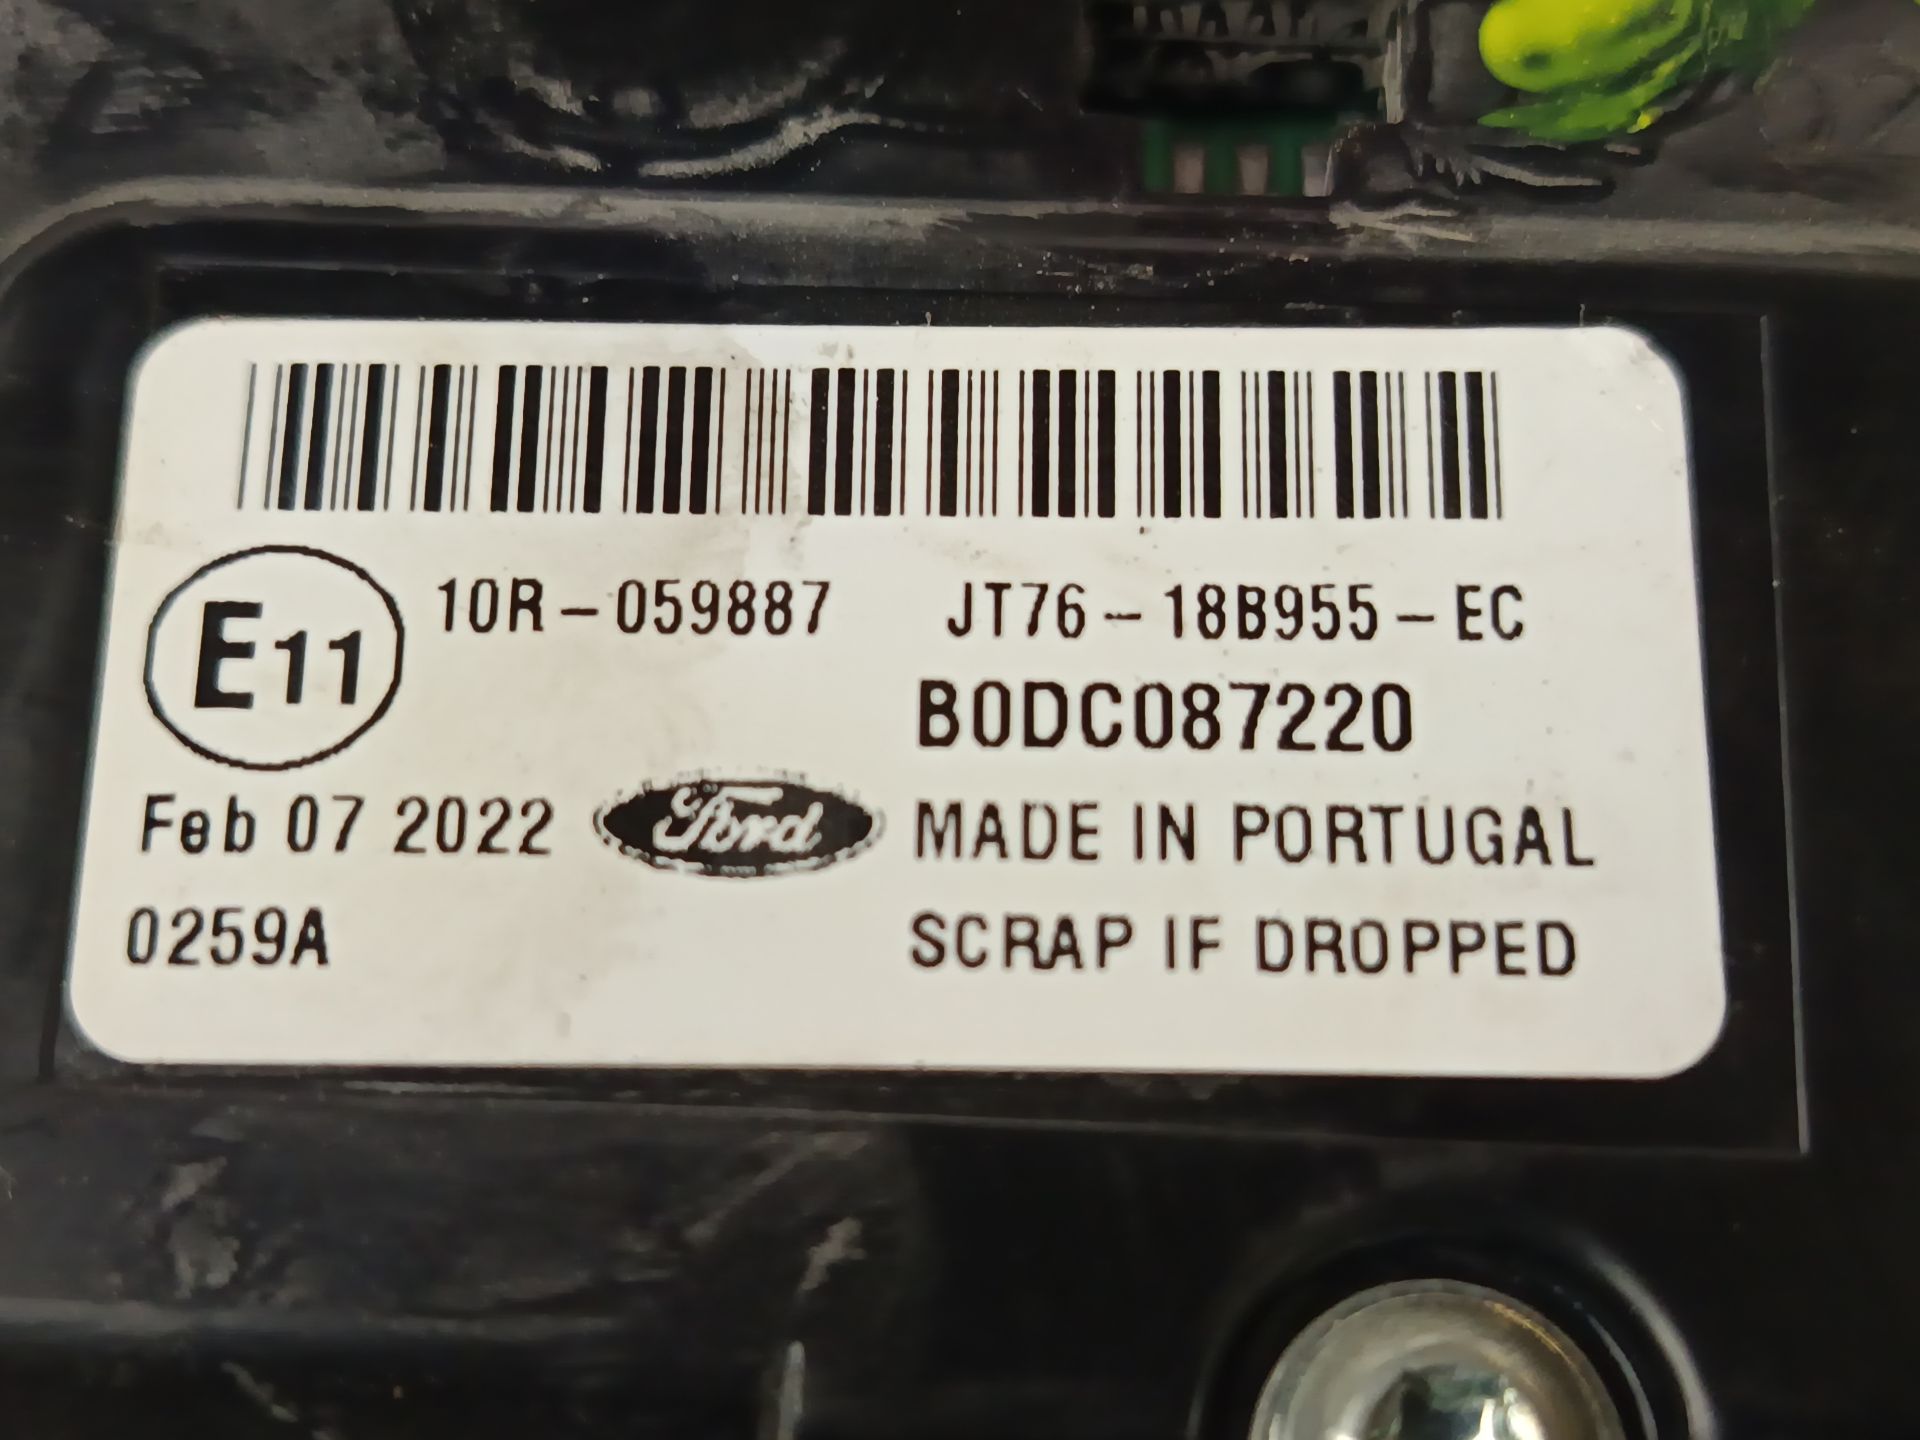 E11
10R-059887 JT76-18B955-EC
B0DC087220
Feb 07 2022 Ford MADE IN PORTUGAL
0259A SCRAP IF DROPPED